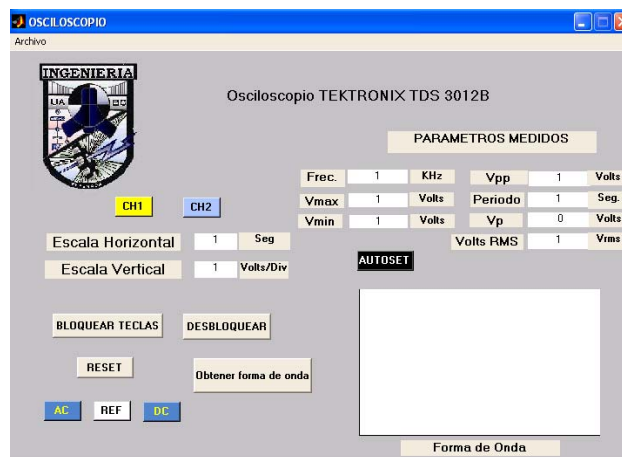 OSCILOSCOPIO
Archivo
INGENIERIA
UA BC
Osciloscopio TEKTRONIX TDS 3012B
PARAMETROS MEDIDOS
Frec. 1 KHz Vpp 1 Volts
Vmax 1 Volts Periodo 1 Seg.
Vmin 1 Volts Vp 0 Volts
Volts RMS 1 Vrms
CH1 CH2
Escala Horizontal 1 Seg
Escala Vertical 1 Volts/Div
AUTOSET
BLOQUEAR TECLAS DESBLOQUEAR
RESET Obtener forma de onda
AC REF DC
Forma de Onda